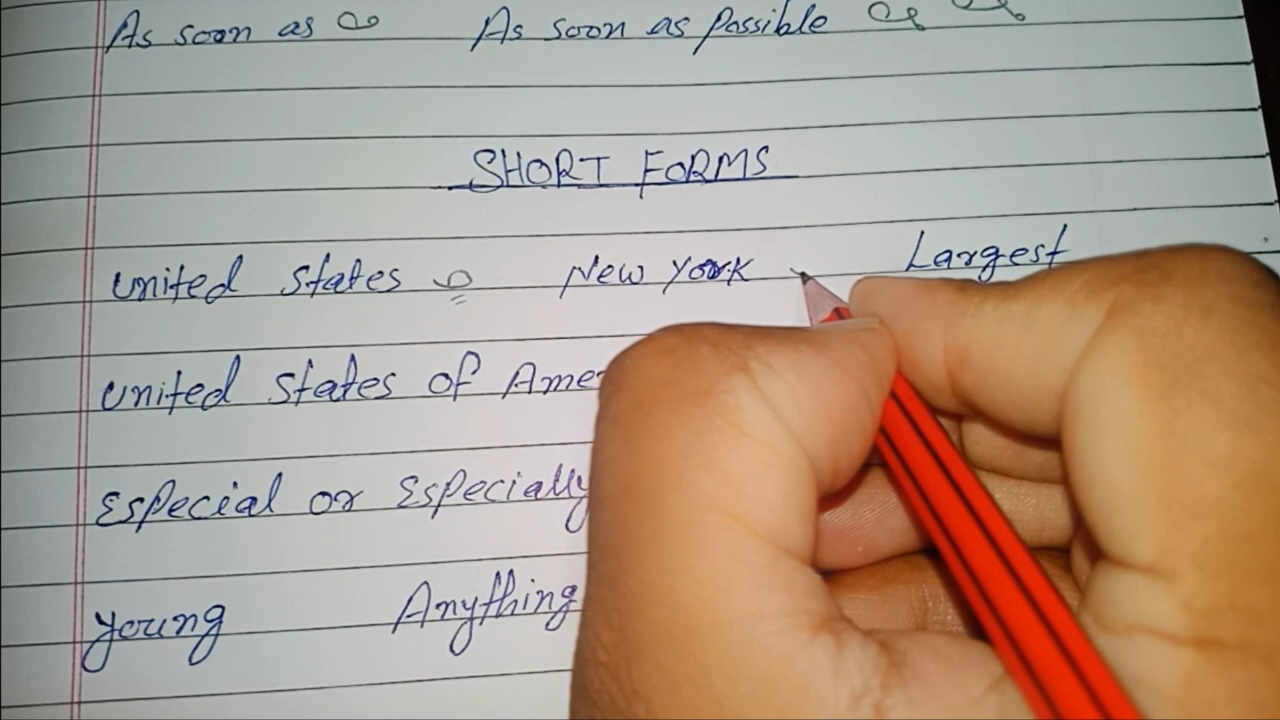 As soon as As soon as possible
SHORT FORMS
United States New York Largest
United States of Ame
Especial or Especially
young Anything